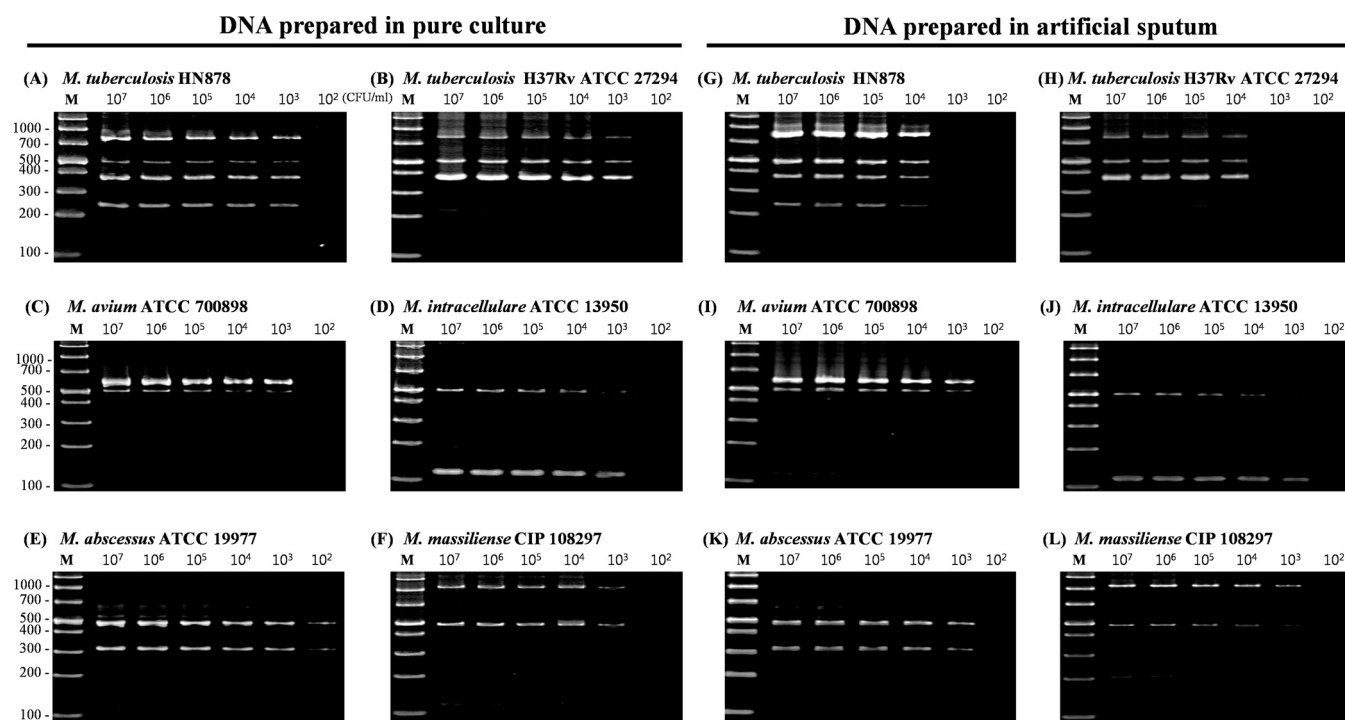 DNA prepared in pure culture
DNA prepared in artificial sputum
(A) M. tuberculosis HN878
M 10⁷ 10⁶ 10⁵ 10⁴ 10³ 10² (CFU/ml)
1000 -
700 -
500 -
400 -
300 -
200 -
100 -
(B) M. tuberculosis H37Rv ATCC 27294
M 10⁷ 10⁶ 10⁵ 10⁴ 10³ 10²
(G) M. tuberculosis HN878
M 10⁷ 10⁶ 10⁵ 10⁴ 10³ 10²
(H) M. tuberculosis H37Rv ATCC 27294
M 10⁷ 10⁶ 10⁵ 10⁴ 10³ 10²
(C) M. avium ATCC 700898
M 10⁷ 10⁶ 10⁵ 10⁴ 10³ 10²
1000 -
700 -
500 -
400 -
300 -
200 -
100 -
(D) M. intracellulare ATCC 13950
M 10⁷ 10⁶ 10⁵ 10⁴ 10³ 10²
(I) M. avium ATCC 700898
M 10⁷ 10⁶ 10⁵ 10⁴ 10³ 10²
(J) M. intracellulare ATCC 13950
M 10⁷ 10⁶ 10⁵ 10⁴ 10³ 10²
(E) M. abscessus ATCC 19977
M 10⁷ 10⁶ 10⁵ 10⁴ 10³ 10²
1000 -
700 -
500 -
400 -
300 -
200 -
100 -
(F) M. massiliense CIP 108297
M 10⁷ 10⁶ 10⁵ 10⁴ 10³ 10²
(K) M. abscessus ATCC 19977
M 10⁷ 10⁶ 10⁵ 10⁴ 10³ 10²
(L) M. massiliense CIP 108297
M 10⁷ 10⁶ 10⁵ 10⁴ 10³ 10²